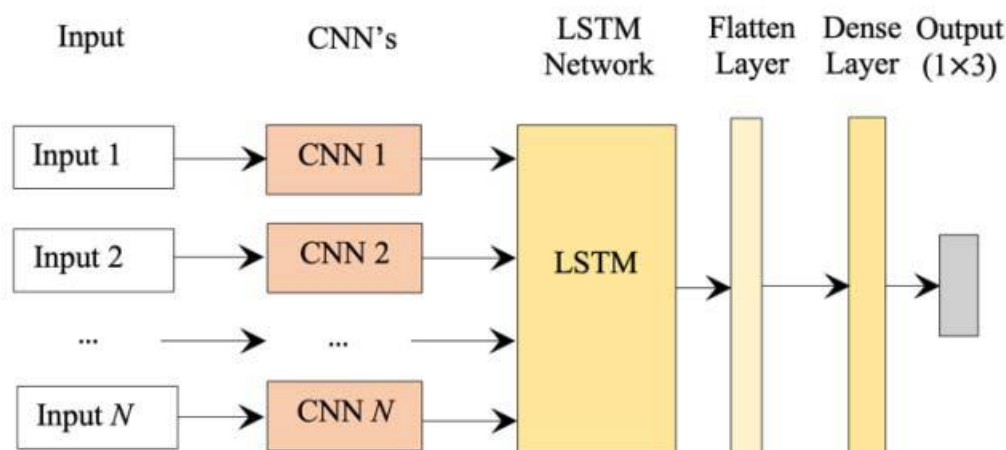 Input
CNN's
LSTM
Network
Flatten
Layer
Dense
Layer
Output
(1×3)
Input 1
CNN 1
Input 2
CNN 2
LSTM
...
...
Input N
CNN N